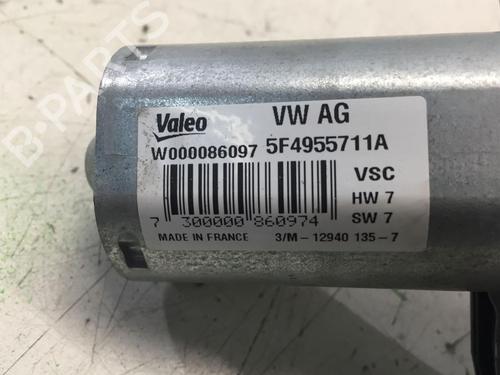 Valeo VW AG
W000086097 5F4955711A
VSC
HW 7
SW 7
7 300000 860974
MADE IN FRANCE 3/M-12940 135-7
B-PARTS